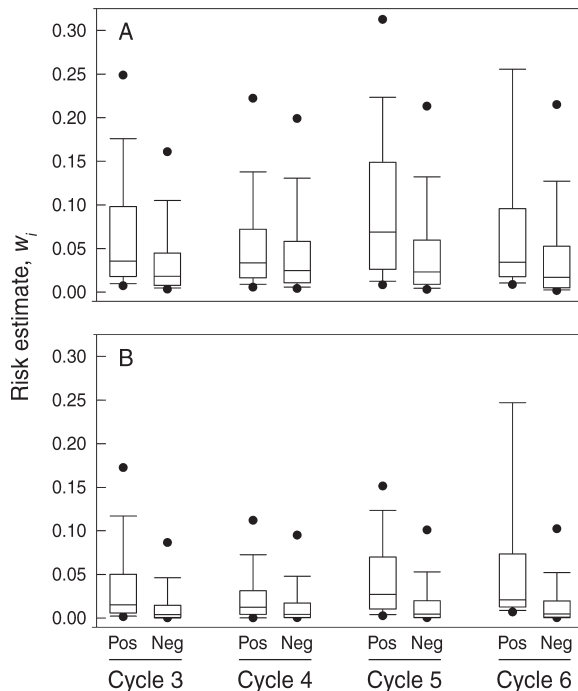 A
0.30
0.25
0.20
0.15
0.10
0.05
0.00
Risk estimate, wᵢ
B
0.30
0.25
0.20
0.15
0.10
0.05
0.00
Pos Neg Pos Neg Pos Neg Pos Neg
Cycle 3 Cycle 4 Cycle 5 Cycle 6